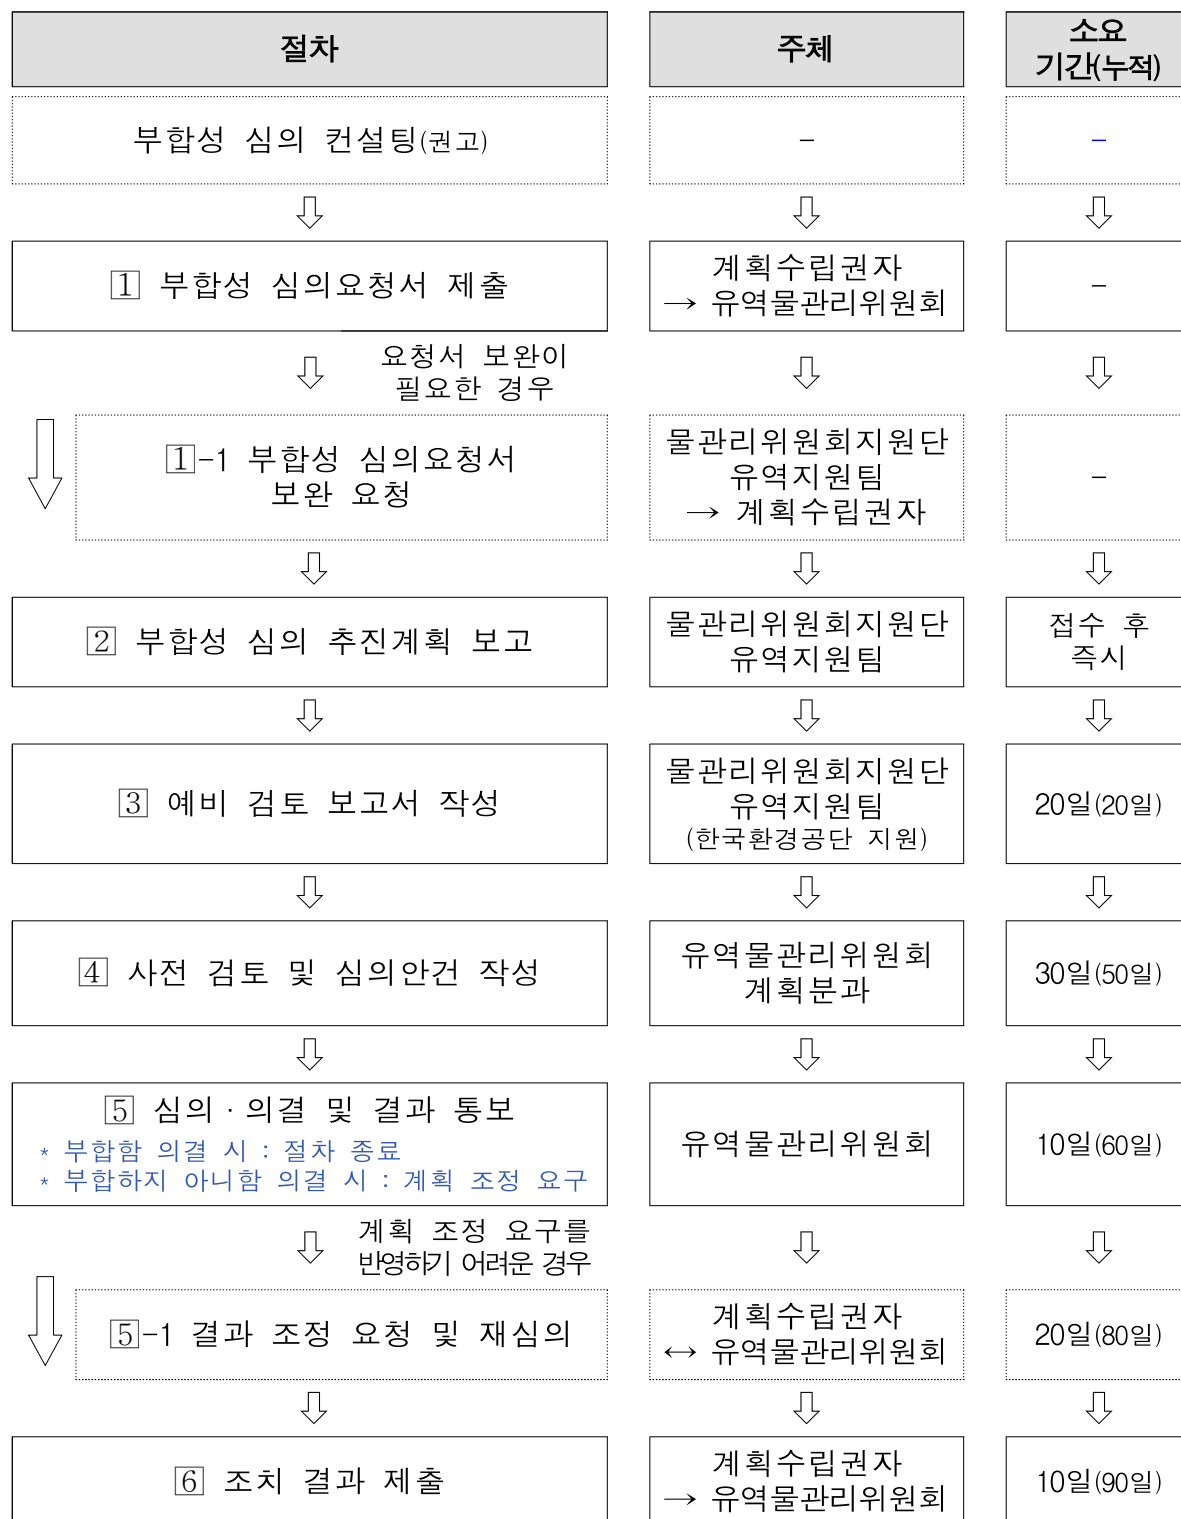 절차
주체
소요
기간(누적)
부합성 심의 컨설팅(권고)
-
-
1 부합성 심의요청서 제출
계획수립권자
→ 유역물관리위원회
-
요청서 보완이
필요한 경우
1-1 부합성 심의요청서
보완 요청
물관리위원회지원단
유역지원팀
→ 계획수립권자
-
2 부합성 심의 추진계획 보고
물관리위원회지원단
유역지원팀
접수 후
즉시
3 예비 검토 보고서 작성
물관리위원회지원단
유역지원팀
(한국환경공단 지원)
20일(20일)
4 사전 검토 및 심의안건 작성
유역물관리위원회
계획분과
30일(50일)
5 심의·의결 및 결과 통보
* 부합함 의결 시 : 절차 종료
* 부합하지 아니함 의결 시 : 계획 조정 요구
유역물관리위원회
10일(60일)
계획 조정 요구를
반영하기 어려운 경우
5-1 결과 조정 요청 및 재심의
계획수립권자
↔ 유역물관리위원회
20일(80일)
6 조치 결과 제출
계획수립권자
→ 유역물관리위원회
10일(90일)